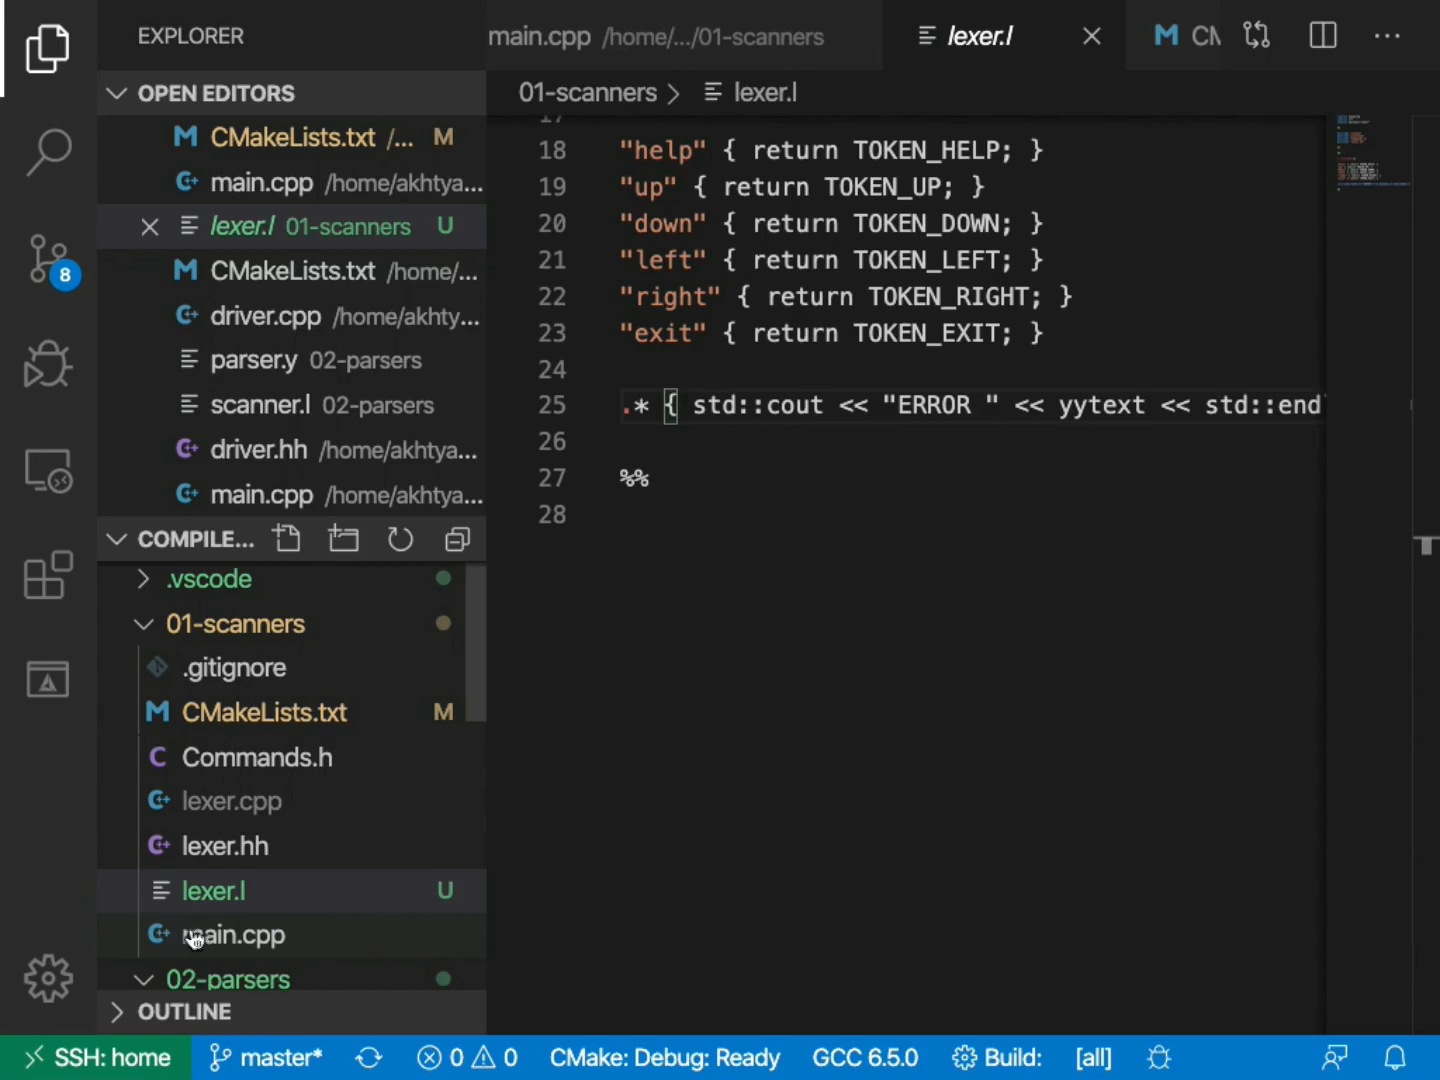 EXPLORER
main.cpp /home/.../01-scanners
lexer.l
M
OPEN EDITORS
01-scanners > lexer.l
CMakeLists.txt /... M
main.cpp /home/akhtya...
lexer.l 01-scanners U
CMakeLists.txt /home/...
driver.cpp /home/akhty...
parser.y 02-parsers
scanner.l 02-parsers
driver.hh /home/akhtya...
main.cpp /home/akhtya...
COMPILE...
.vscode
01-scanners
.gitignore
CMakeLists.txt M
Commands.h
lexer.cpp
lexer.hh
lexer.l U
main.cpp
02-parsers
OUTLINE
17
18 "help" { return TOKEN_HELP; }
19 "up" { return TOKEN_UP; }
20 "down" { return TOKEN_DOWN; }
21 "left" { return TOKEN_LEFT; }
22 "right" { return TOKEN_RIGHT; }
23 "exit" { return TOKEN_EXIT; }
24
25 .* { std::cout << "ERROR " << yytext << std::end
26
27 %%
28
8
SSH: home master* 0 0 CMake: Debug: Ready GCC 6.5.0 Build: [all]